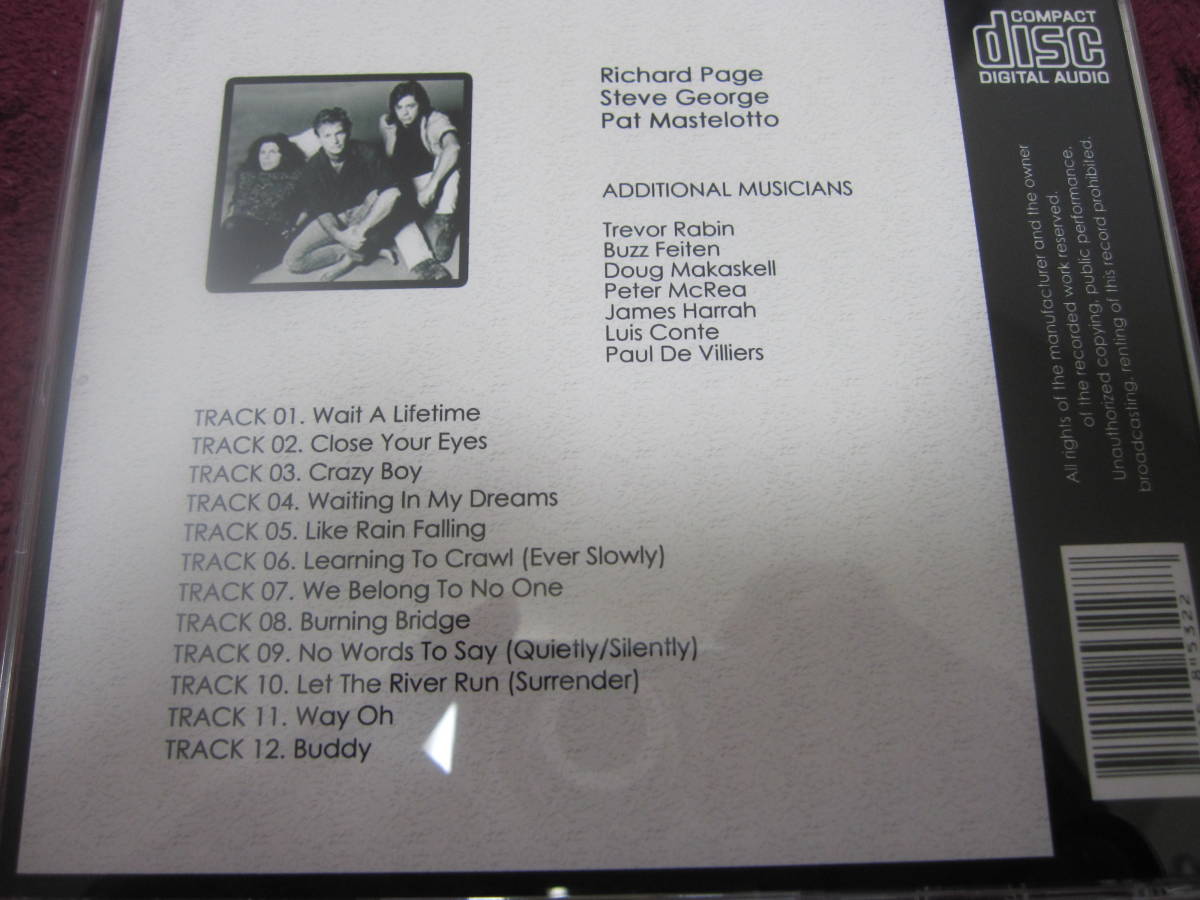 Richard Page
Steve George
Pat Mastelotto
ADDITIONAL MUSICIANS
Trevor Rabin
Buzz Feiten
Doug Makaskell
Peter McRea
James Harrah
Luis Conte
Paul De Villiers
TRACK 01. Wait A Lifetime
TRACK 02. Close Your Eyes
TRACK 03. Crazy Boy
TRACK 04. Waiting In My Dreams
TRACK 05. Like Rain Falling
TRACK 06. Learning To Crawl (Ever Slowly)
TRACK 07. We Belong To No One
TRACK 08. Burning Bridge
TRACK 09. No Words To Say (Quietly/Silently)
TRACK 10. Let The River Run (Surrender)
TRACK 11. Way Oh
TRACK 12. Buddy
COMPACT
disc
DIGITAL AUDIO
All rights of the manufacturer and the owner
of the recorded work reserved.
Unauthorized copying, public performance,
broadcasting, renting of this record prohibited.
85322